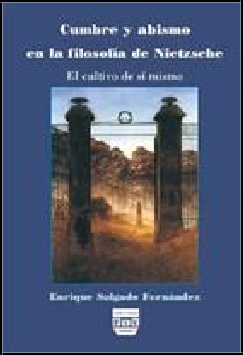 Cumbre y abismo
en la filosofía de Nietzsche
El cultivo de sí mismo
Enrique Salgado Fernández